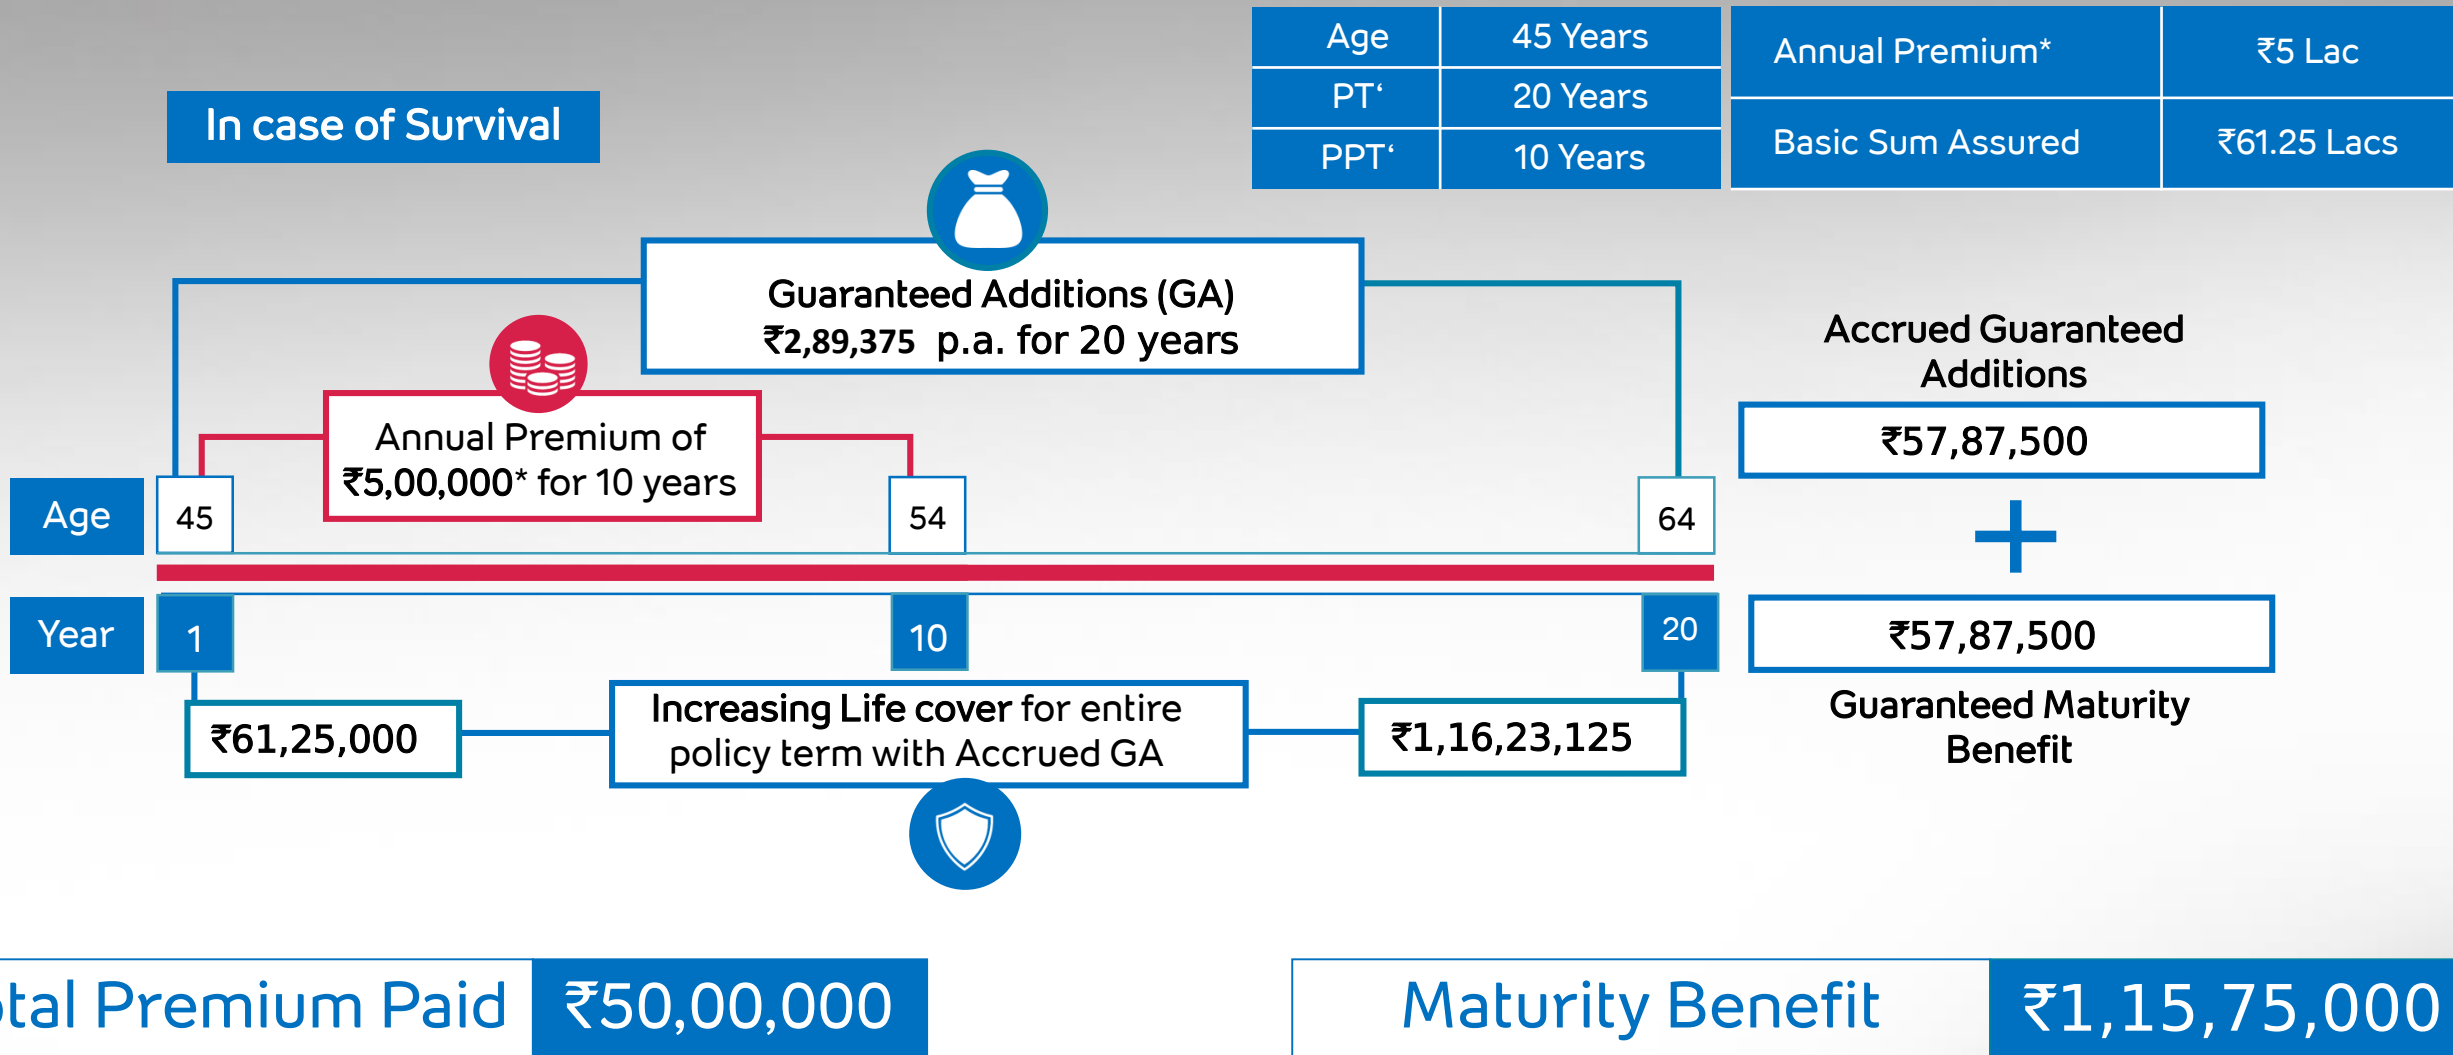 Age 45 Years
PT‘ 20 Years
PPT‘ 10 Years
Annual Premium* ₹5 Lac
Basic Sum Assured ₹61.25 Lacs
In case of Survival
Guaranteed Additions (GA)
₹2,89,375 p.a. for 20 years
Annual Premium of
₹5,00,000* for 10 years
Age 45 54 64
Year 1 10 20
₹61,25,000
Increasing Life cover for entire
policy term with Accrued GA
₹1,16,23,125
Accrued Guaranteed
Additions
₹57,87,500
+
₹57,87,500
Guaranteed Maturity
Benefit
tal Premium Paid ₹50,00,000
Maturity Benefit ₹1,15,75,000